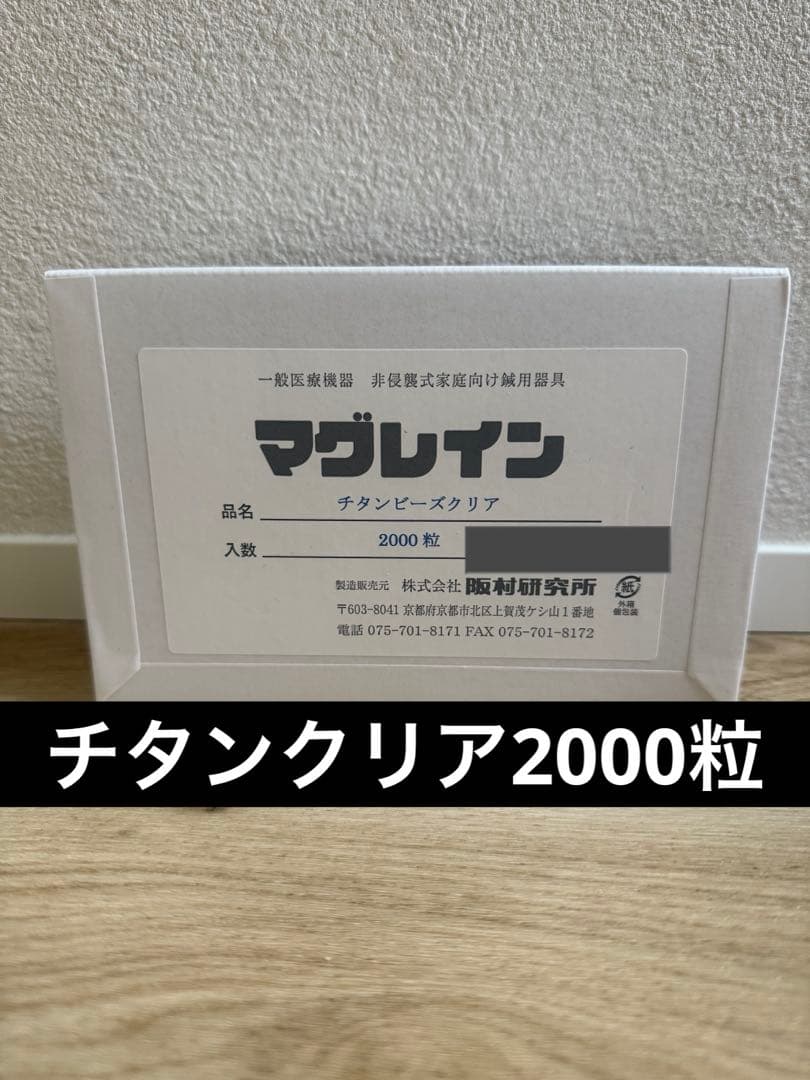 一般医療機器　非侵襲式家庭向け鍼用器具
マグレイン
品名 チタンビーズクリア
入数 2000 粒
製造販売元 株式会社 阪村研究所
〒603-8041 京都府京都市北区上賀茂ケシ山1番地
電話 075-701-8171 FAX 075-701-8172
紙
外箱
個包装
チタンクリア2000粒